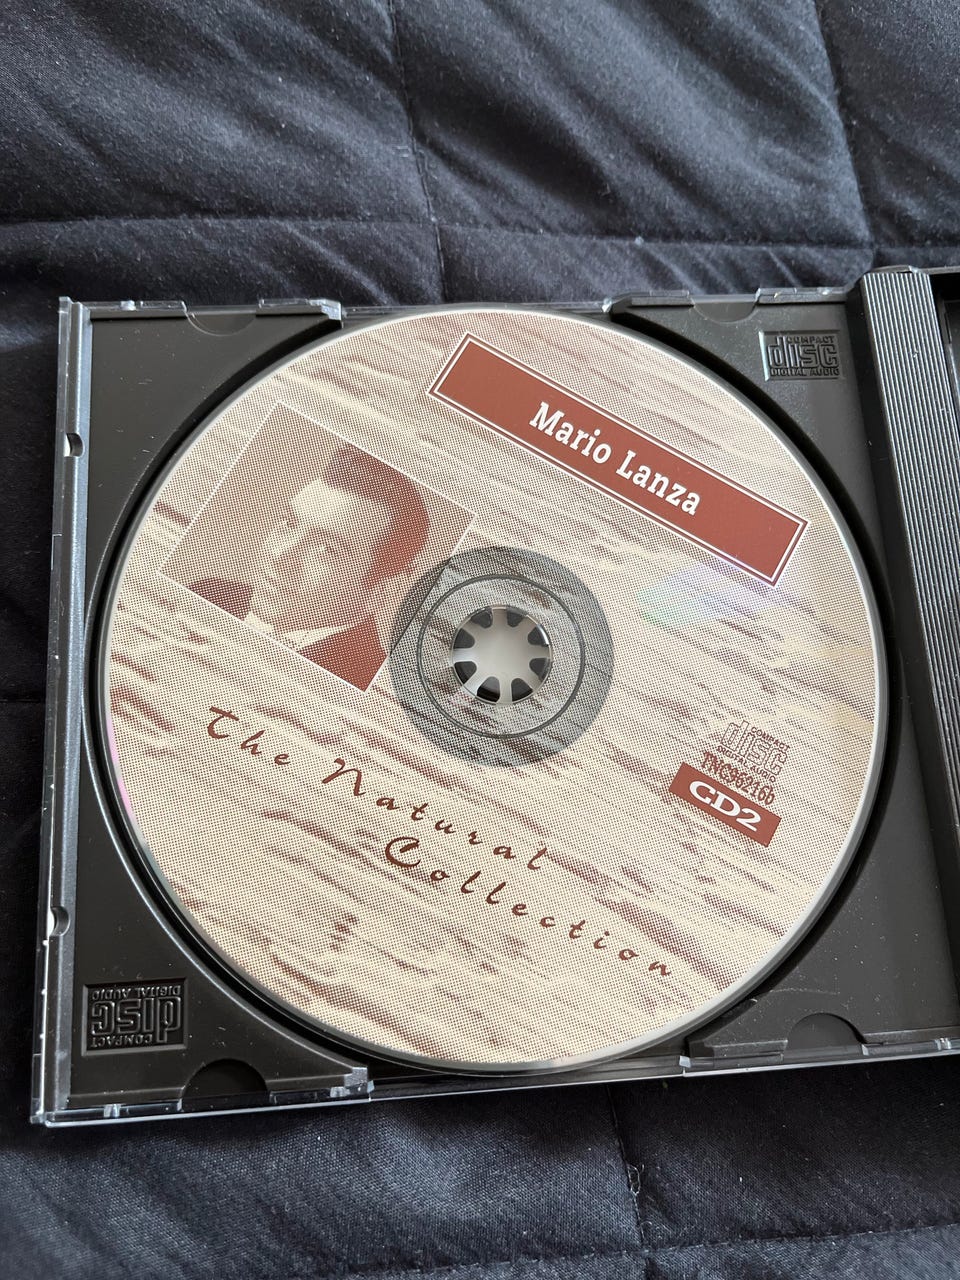 COMPACT
disc
DIGITAL AUDIO
Mario Lanza
COMPACT
disc
DIGITAL AUDIO
TNC96216b
CD2
The Natural
Collection
COMPACT
disc
DIGITAL AUDIO